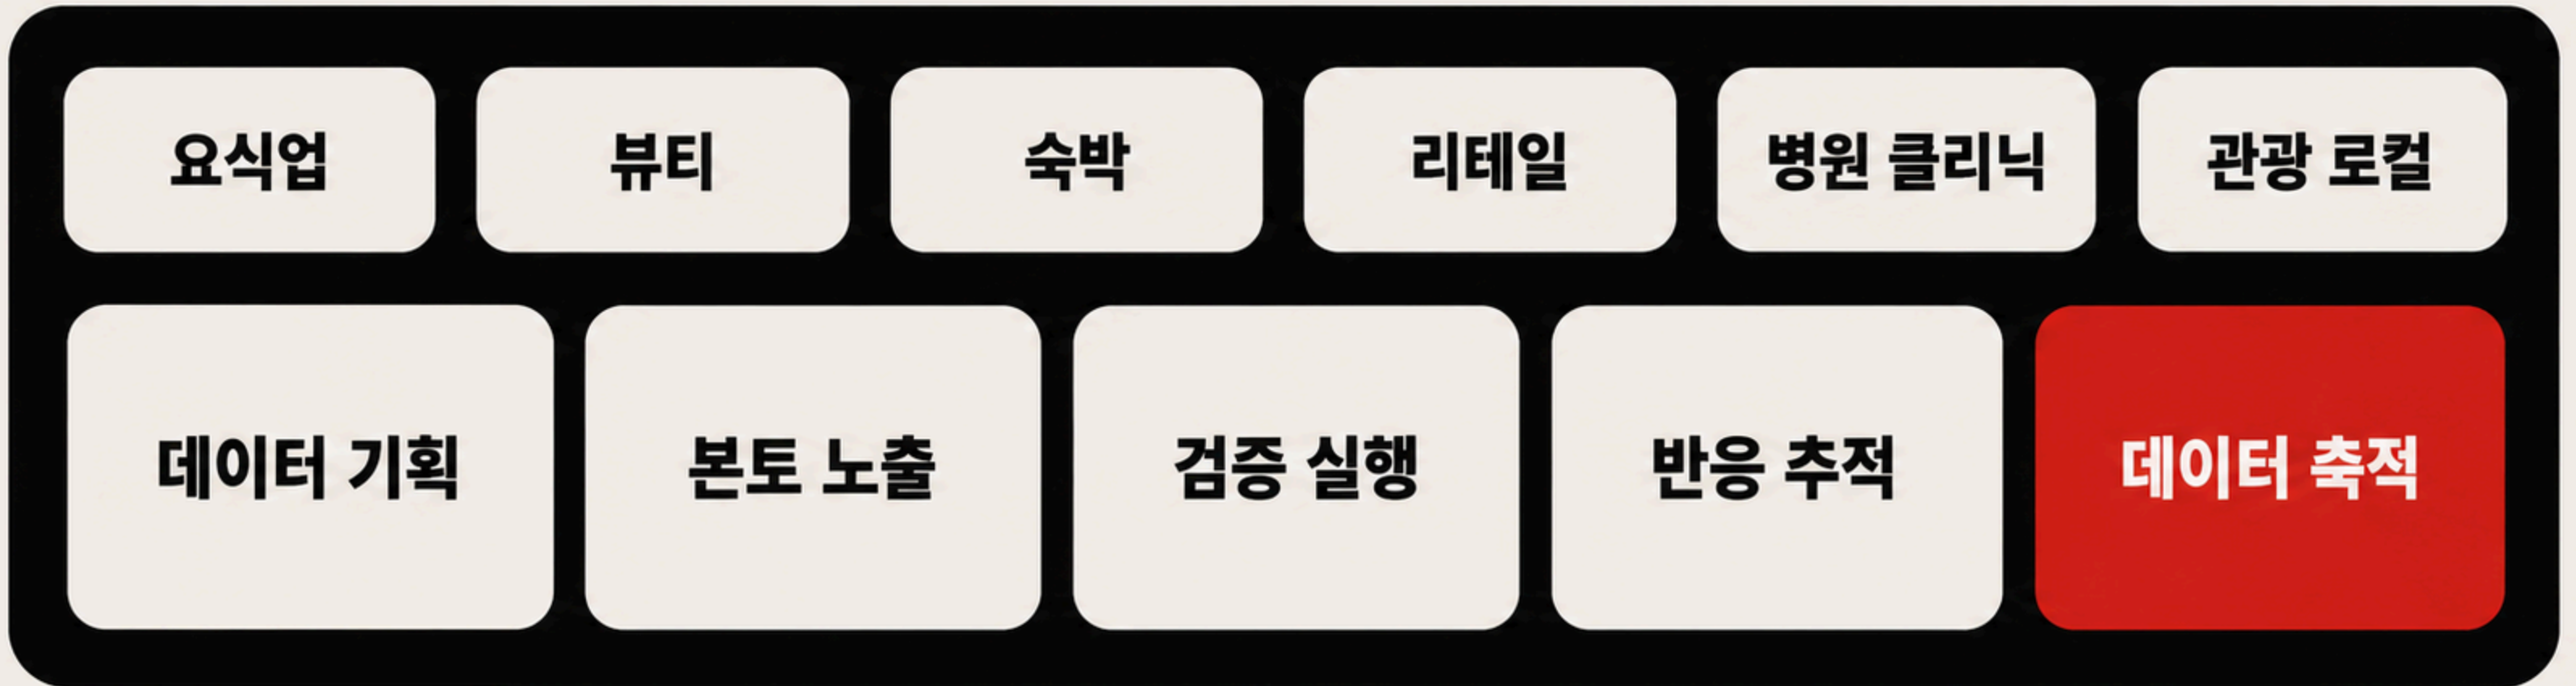 요식업
뷰티
숙박
리테일
병원 클리닉
관광 로컬
데이터 기획
본토 노출
검증 실행
반응 추적
데이터 축적